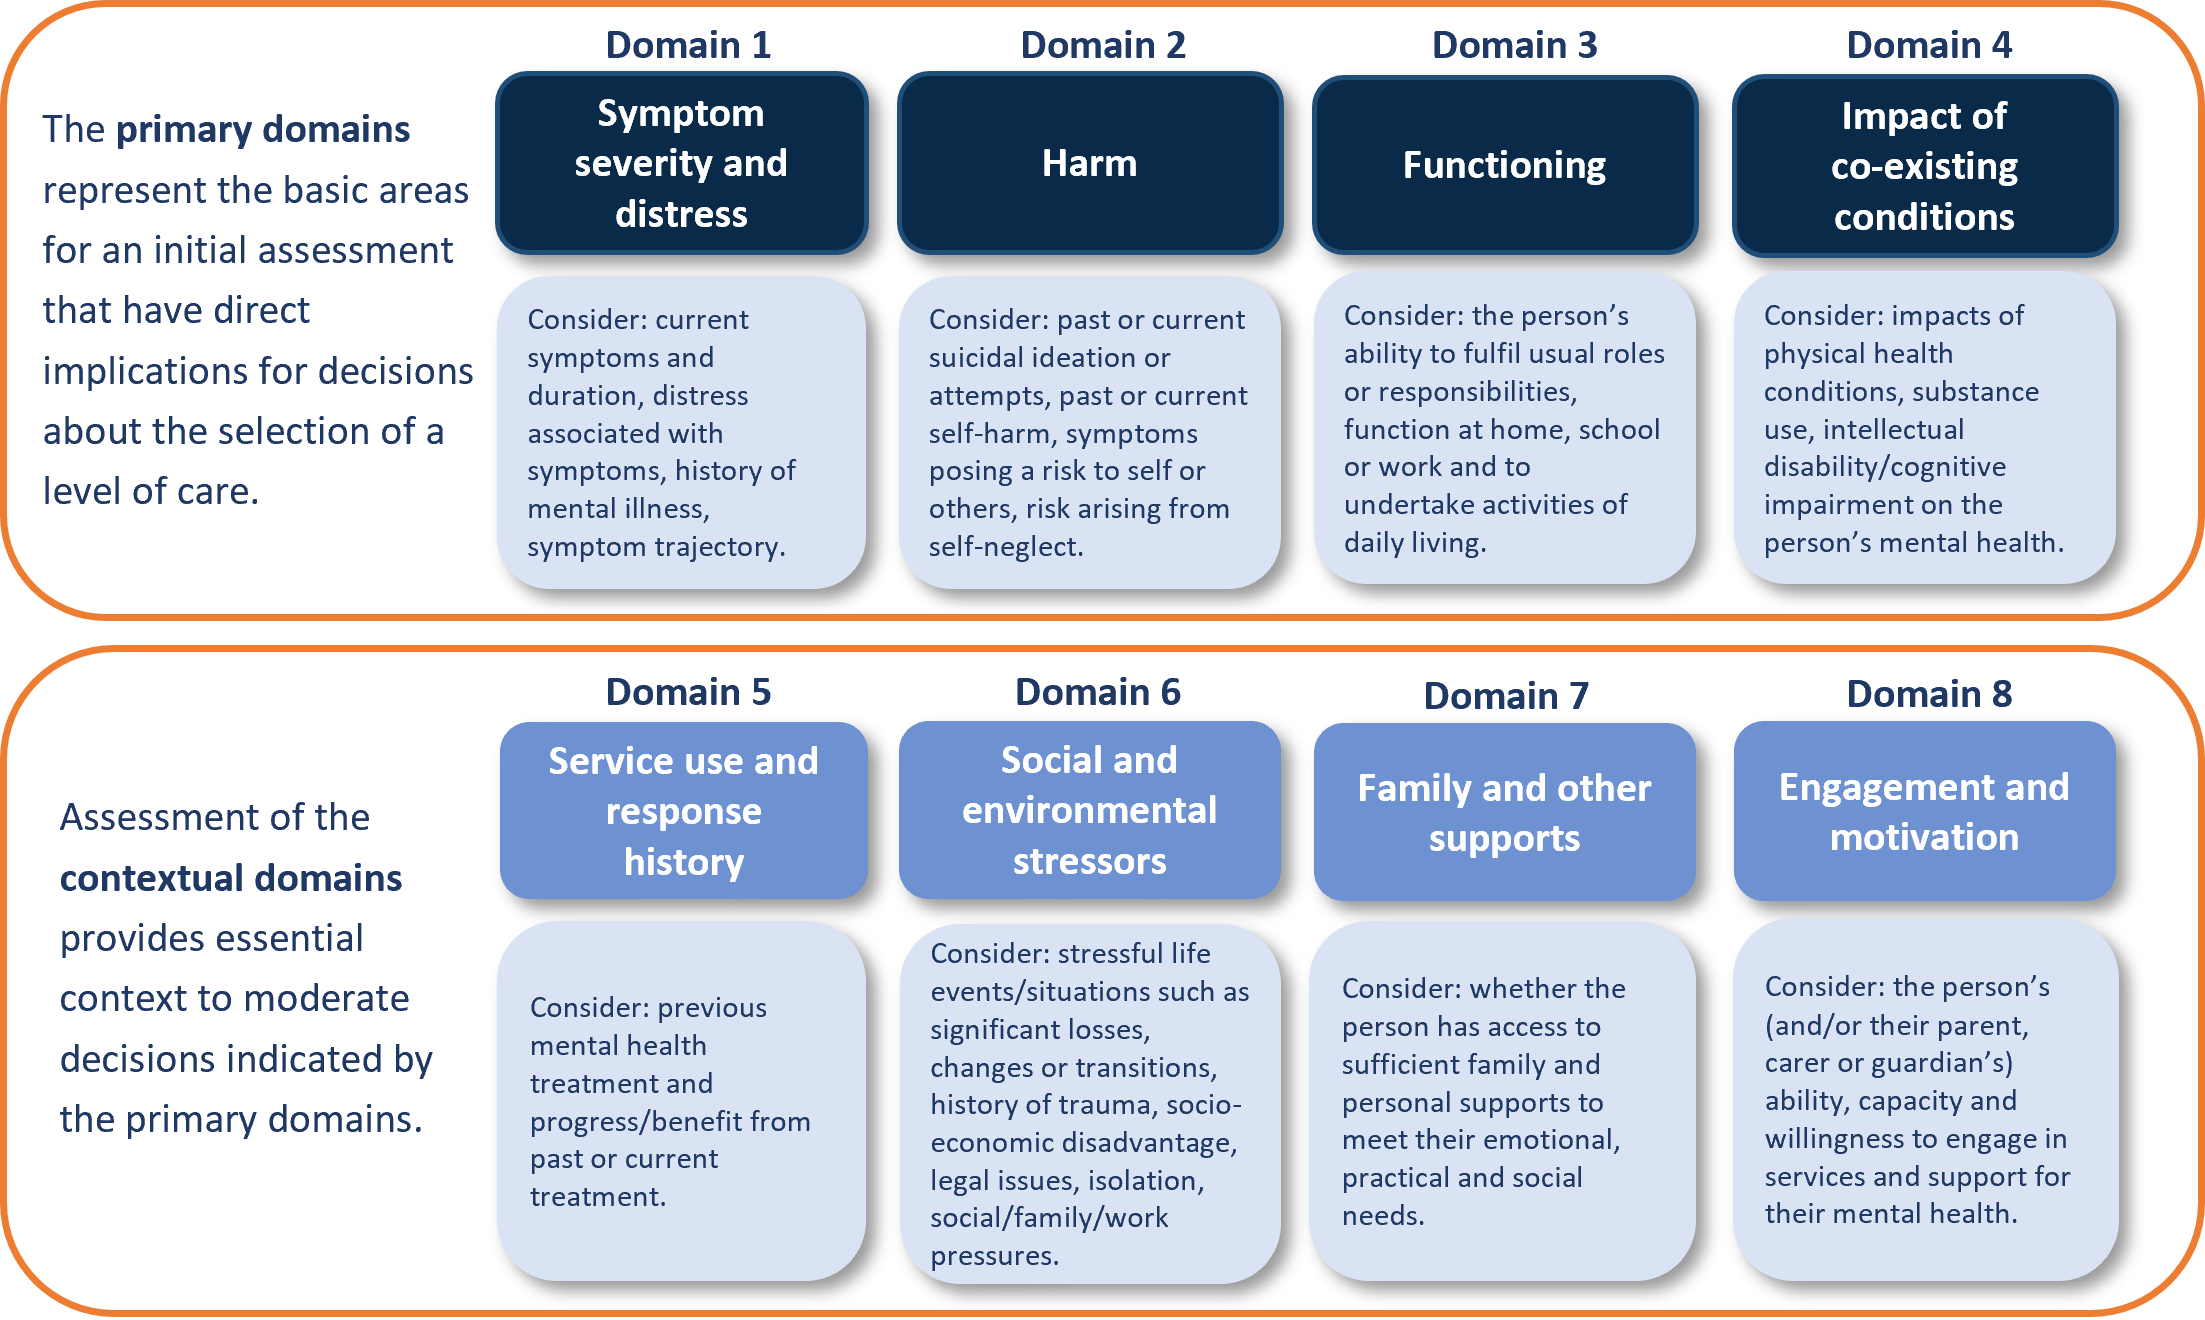 The primary domains
represent the basic areas
for an initial assessment
that have direct
implications for decisions
about the selection of a
level of care.
Domain 1
Symptom
severity and
distress
Consider: current
symptoms and
duration, distress
associated with
symptoms, history of
mental illness,
symptom trajectory.
Domain 2
Harm
Consider: past or current
suicidal ideation or
attempts, past or current
self-harm, symptoms
posing a risk to self or
others, risk arising from
self-neglect.
Domain 3
Functioning
Consider: the person’s
ability to fulfil usual roles
or responsibilities,
function at home, school
or work and to
undertake activities of
daily living.
Domain 4
Impact of
co-existing
conditions
Consider: impacts of
physical health
conditions, substance
use, intellectual
disability/cognitive
impairment on the
person’s mental health.
Assessment of the
contextual domains
provides essential
context to moderate
decisions indicated by
the primary domains.
Domain 5
Service use and
response
history
Consider: previous
mental health
treatment and
progress/benefit from
past or current
treatment.
Domain 6
Social and
environmental
stressors
Consider: stressful life
events/situations such as
significant losses,
changes or transitions,
history of trauma, socio-
economic disadvantage,
legal issues, isolation,
social/family/work
pressures.
Domain 7
Family and other
supports
Consider: whether the
person has access to
sufficient family and
personal supports to
meet their emotional,
practical and social
needs.
Domain 8
Engagement and
motivation
Consider: the person’s
(and/or their parent,
carer or guardian’s)
ability, capacity and
willingness to engage in
services and support for
their mental health.